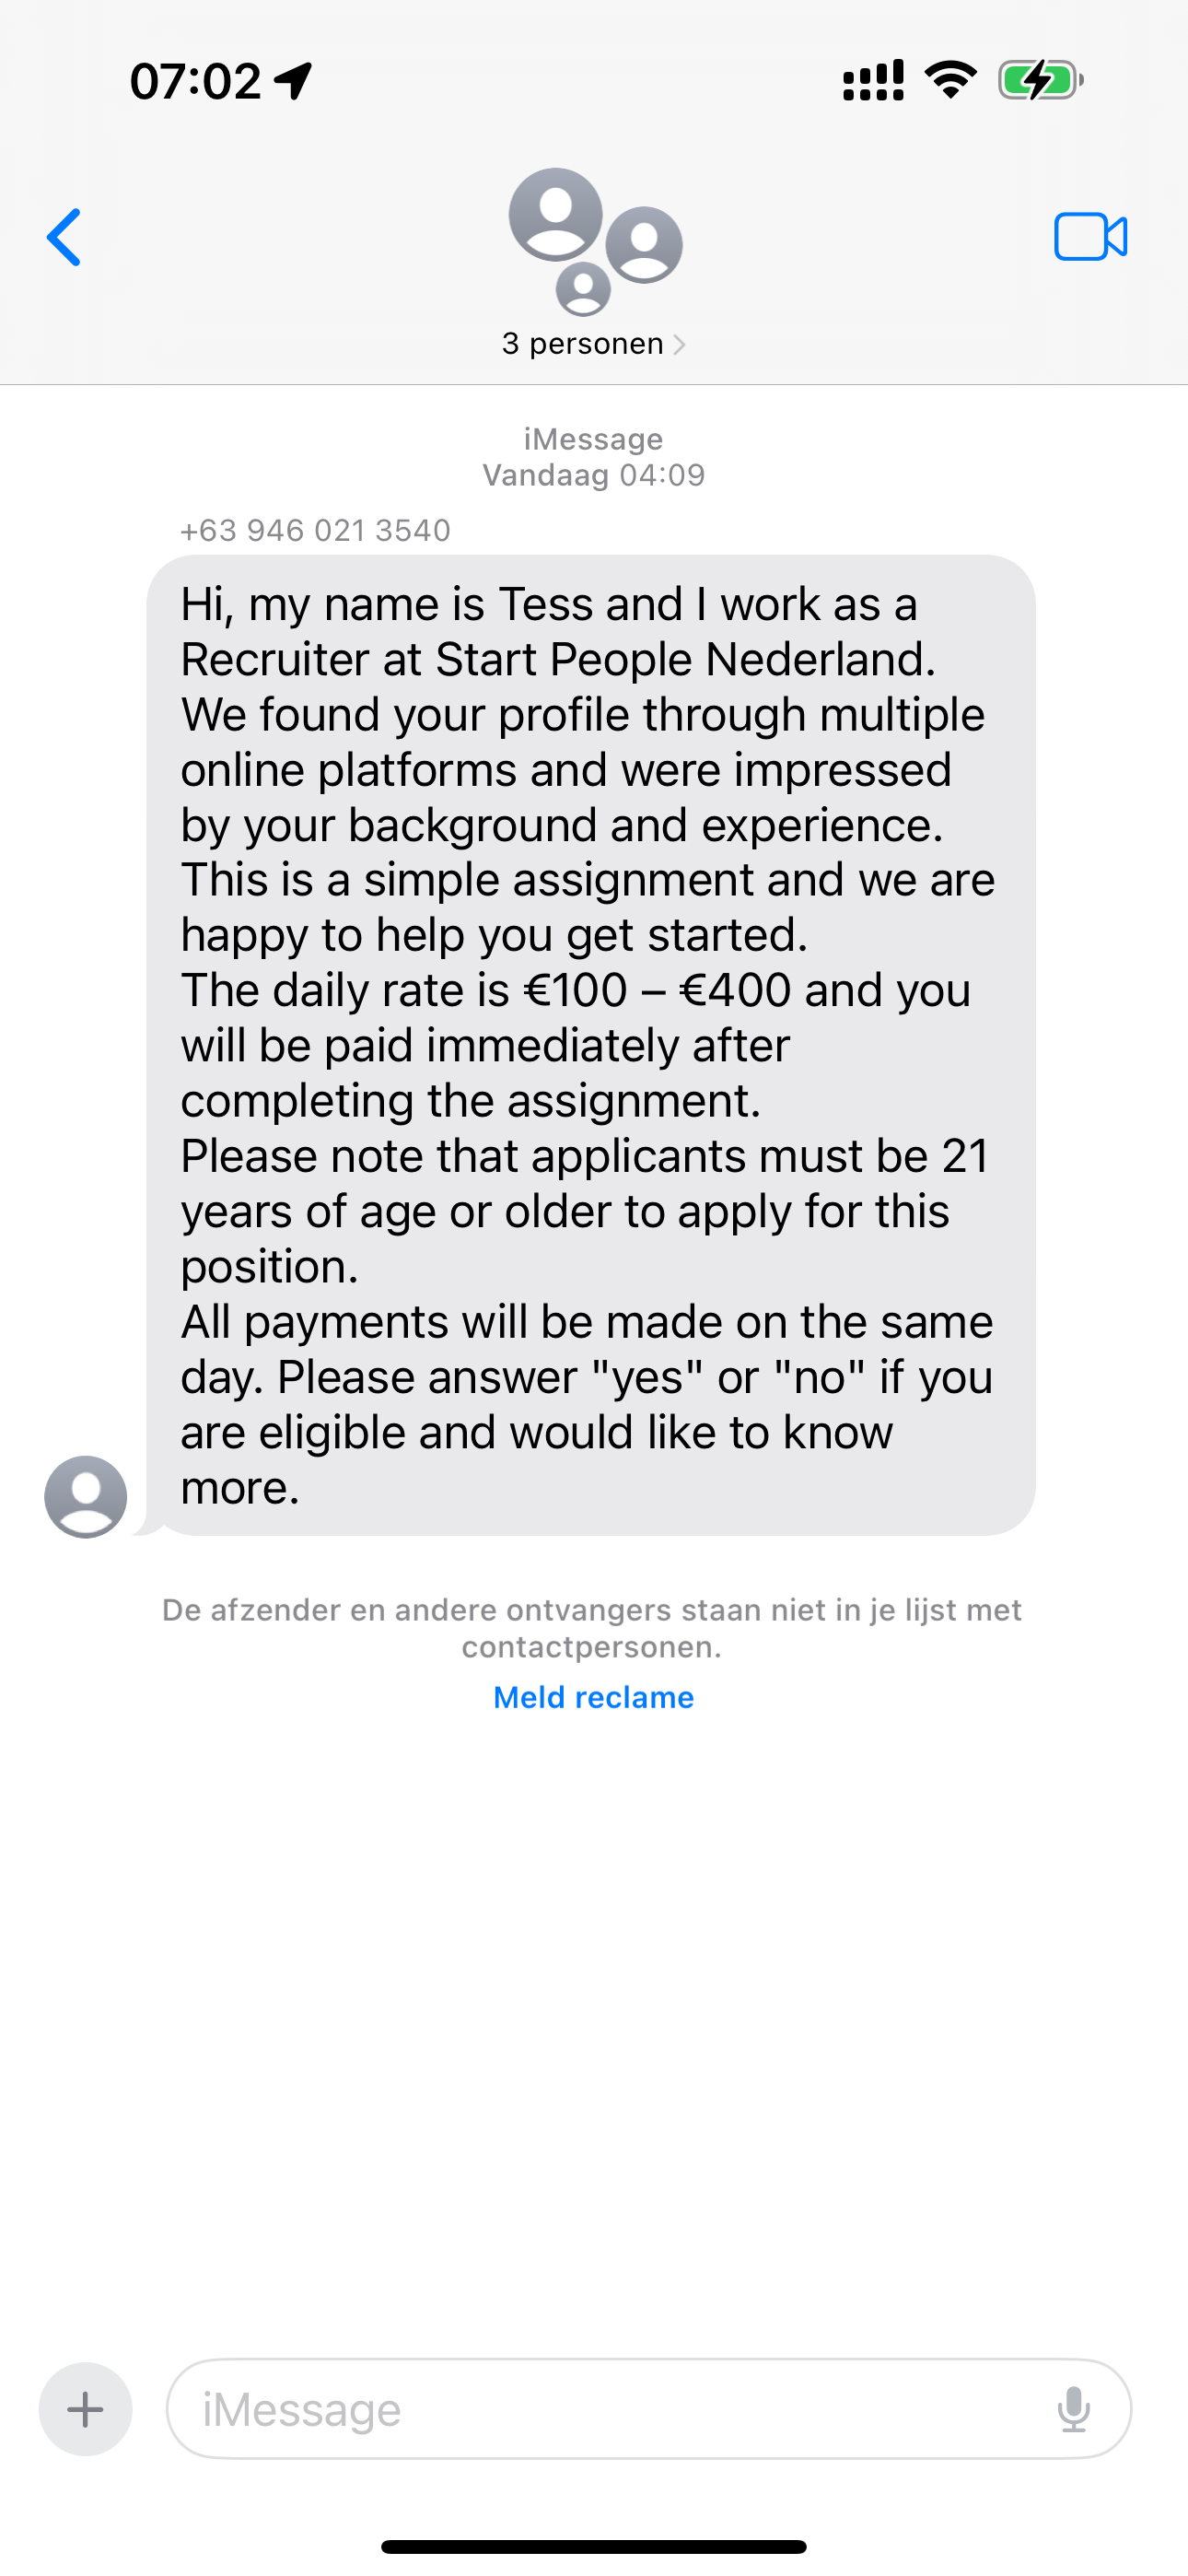 07:02
3 personen
iMessage
Vandaag 04:09
+63 946 021 3540
Hi, my name is Tess and I work as a
Recruiter at Start People Nederland.
We found your profile through multiple
online platforms and were impressed
by your background and experience.
This is a simple assignment and we are
happy to help you get started.
The daily rate is €100 – €400 and you
will be paid immediately after
completing the assignment.
Please note that applicants must be 21
years of age or older to apply for this
position.
All payments will be made on the same
day. Please answer "yes" or "no" if you
are eligible and would like to know
more.
De afzender en andere ontvangers staan niet in je lijst met
contactpersonen.
Meld reclame
iMessage